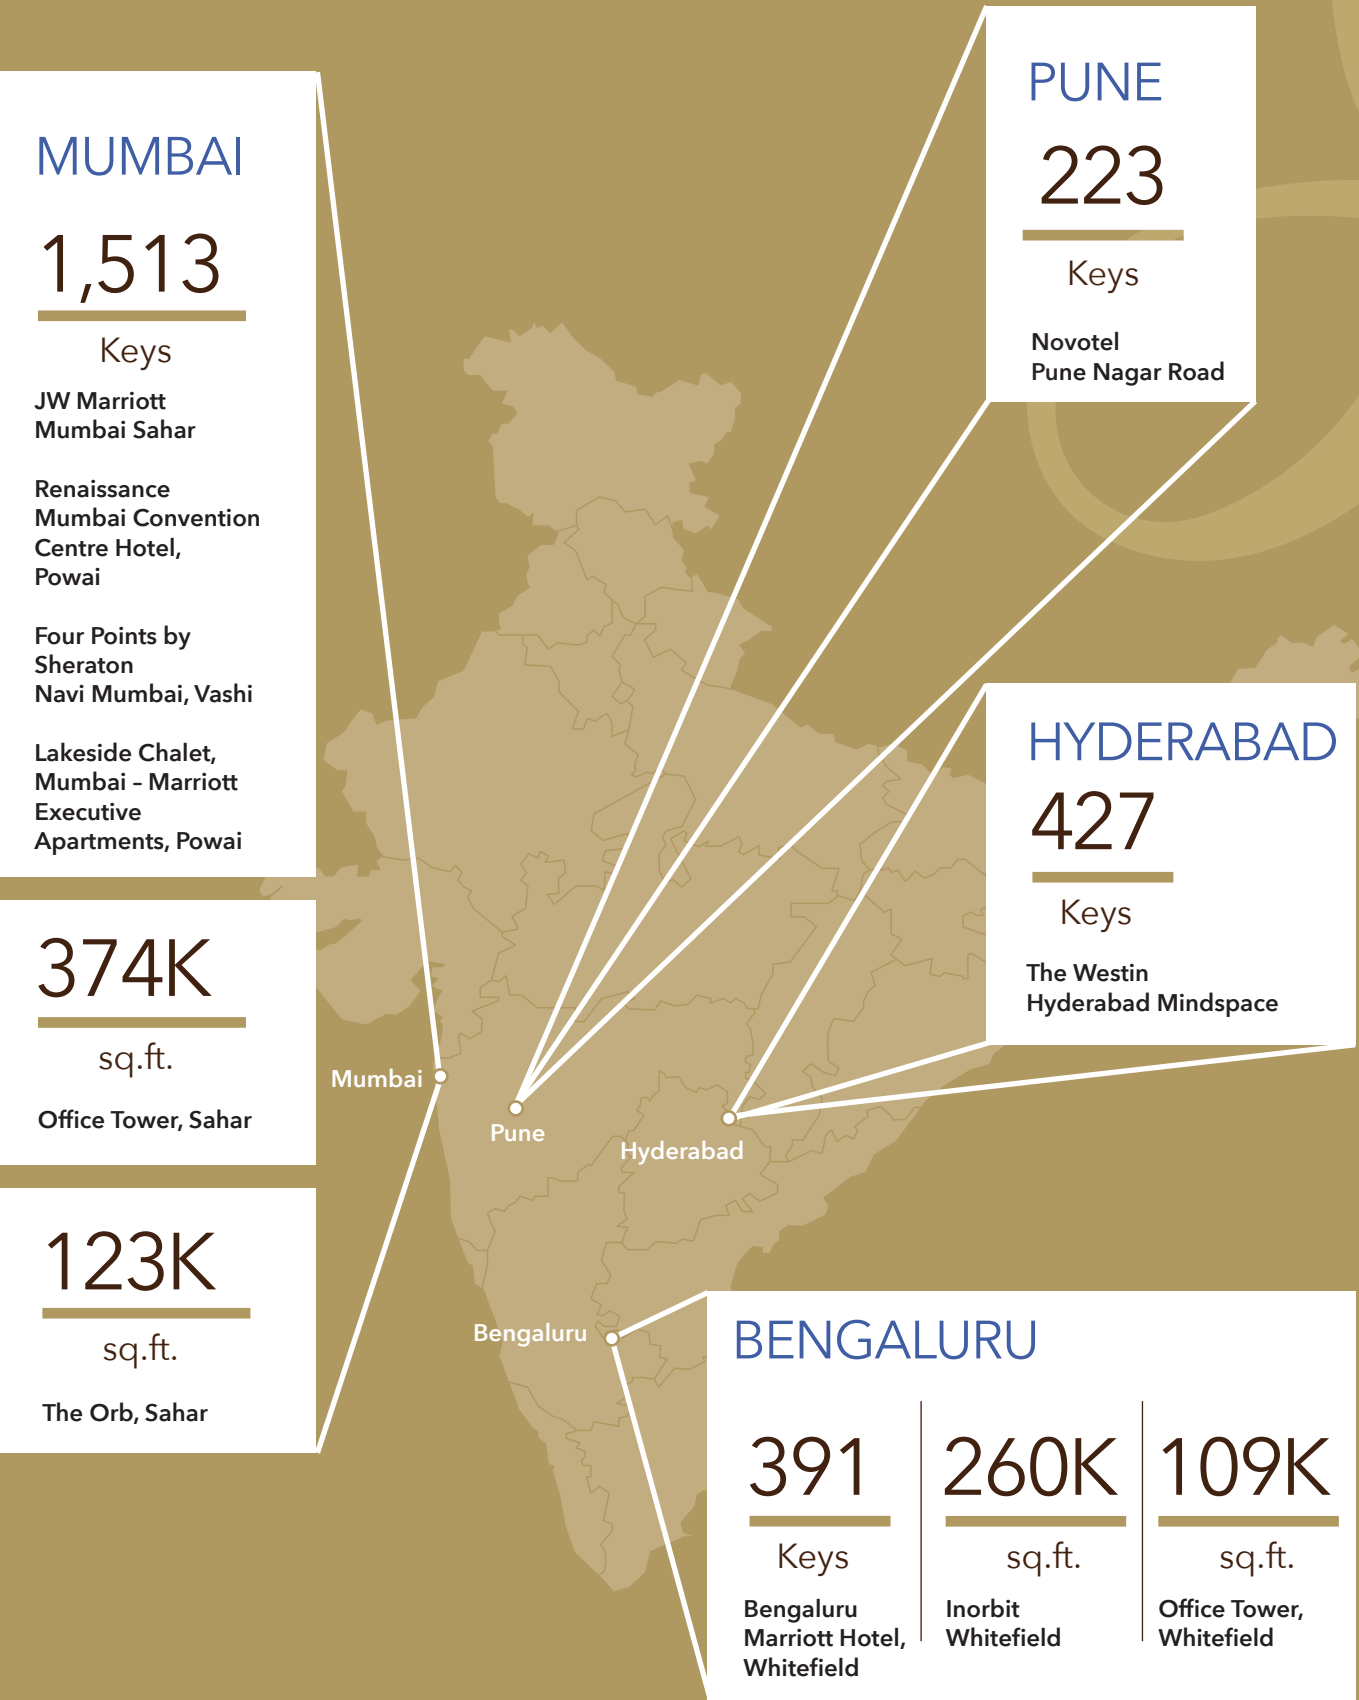 MUMBAI
1,513
Keys
JW Marriott
Mumbai Sahar
Renaissance
Mumbai Convention
Centre Hotel,
Powai
Four Points by
Sheraton
Navi Mumbai, Vashi
Lakeside Chalet,
Mumbai – Marriott
Executive
Apartments, Powai
374K
sq.ft.
Office Tower, Sahar
123K
sq.ft.
The Orb, Sahar
PUNE
223
Keys
Novotel
Pune Nagar Road
HYDERABAD
427
Keys
The Westin
Hyderabad Mindspace
Mumbai
Pune
Hyderabad
Bengaluru
BENGALURU
391
Keys
Bengaluru
Marriott Hotel,
Whitefield
260K
sq.ft.
Inorbit
Whitefield
109K
sq.ft.
Office Tower,
Whitefield